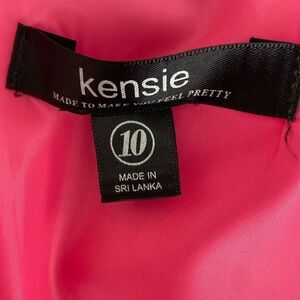 kensie
MADE TO MAKE YOU FEEL PRETTY
10
MADE IN
SRI LANKA